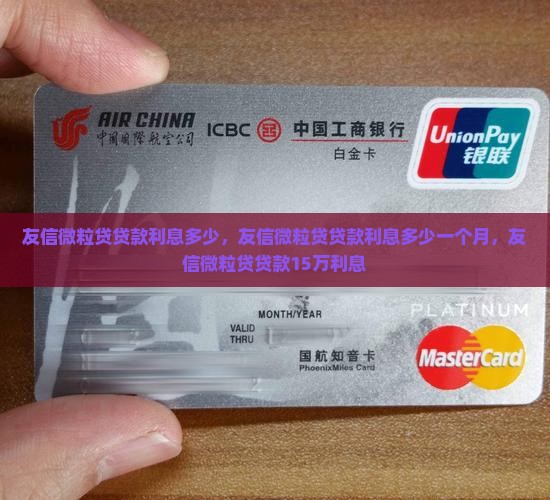 AIR CHINA
中国国际航空公司
ICBC 中国工商银行
白金卡
UnionPay
银联
友信微粒贷贷款利息多少，友信微粒贷贷款利息多少一个月，友
信微粒贷贷款15万利息
PLATINUM
MONTH/YEAR
VALID
THRU
国航知音卡
PhoenixMiles Card
MasterCard